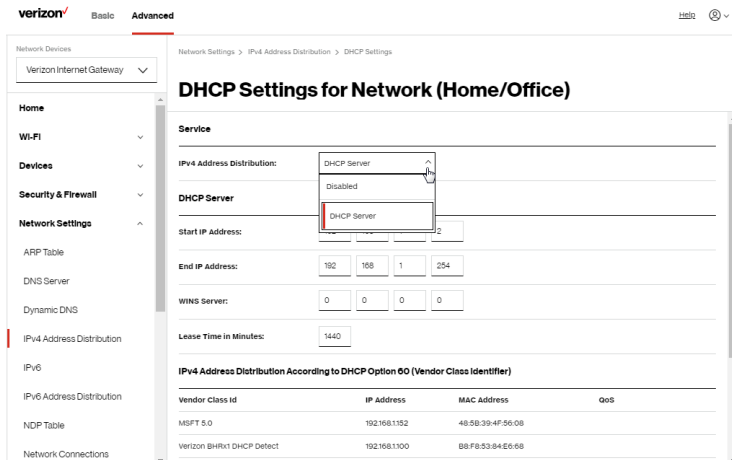 verizon✓
Basic
Advanced
Help
Network Devices
Verizon Internet Gateway
Home
Wi-Fi
Devices
Security & Firewall
Network Settings
ARP Table
DNS Server
Dynamic DNS
IPv4 Address Distribution
IPv6
IPv6 Address Distribution
NDP Table
Network Connections
Network Settings > IPv4 Address Distribution > DHCP Settings
DHCP Settings for Network (Home/Office)
Service
IPv4 Address Distribution: DHCP Server
Disabled
DHCP Server
DHCP Server
Start IP Address: 2
End IP Address: 192 168 1 254
WINS Server: 0 0 0 0
Lease Time in Minutes: 1440
IPv4 Address Distribution According to DHCP Option 60 (Vendor Class Identifier)
Vendor Class Id IP Address MAC Address QoS
MSFT 5.0 192.168.1.152 48:5B:39:4F:56:08
Verizon BHRx1 DHCP Detect 192.168.1.100 B8:F8:53:84:E6:68